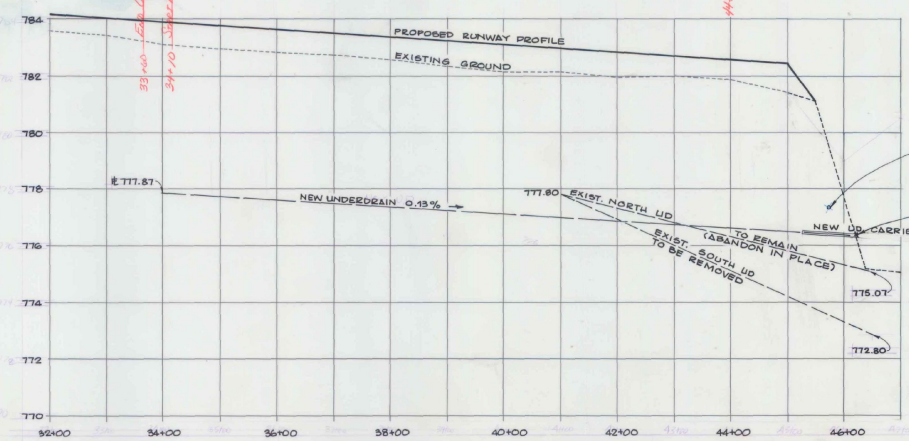 784
782
780
778
776
774
772
770
32+00
34+00
36+00
38+00
40+00
42+00
44+00
46+00
33+60
34+10
PROPOSED RUNWAY PROFILE
EXISTING GROUND
777.87
NEW UNDERDRAIN 0.13%
777.80
EXIST. NORTH UD
TO REMAIN
(ABANDON IN PLACE)
EXIST. SOUTH UD
TO BE REMOVED
NEW UD CARRIE
775.07
772.80